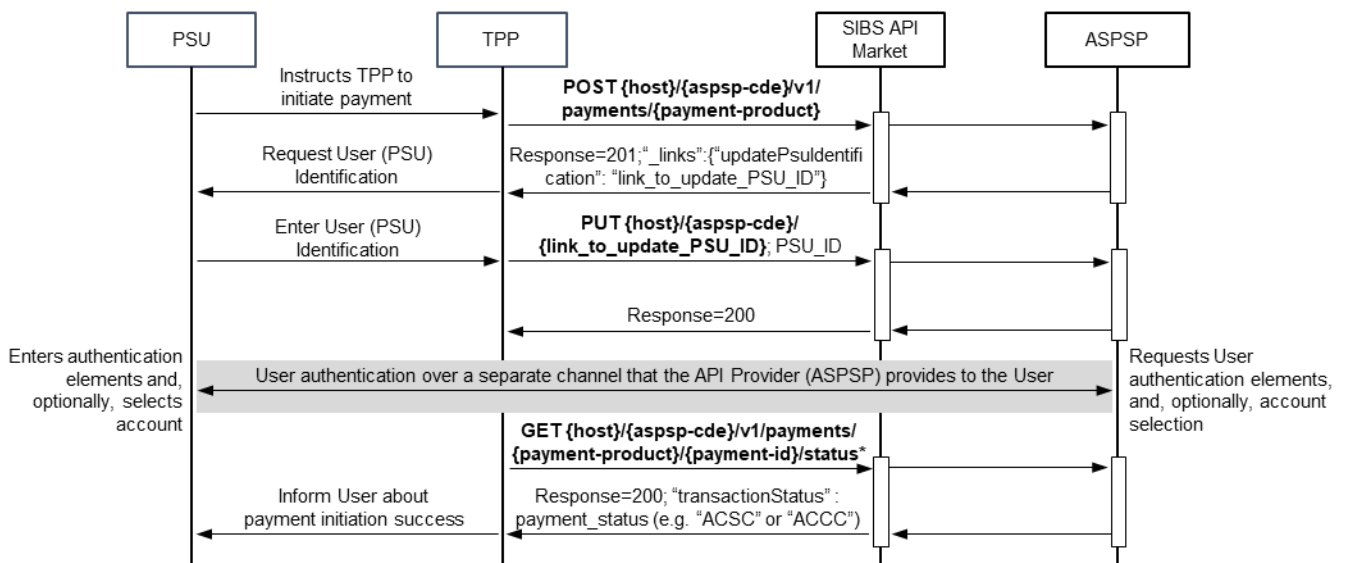 PSU
TPP
SIBS API
Market
ASPSP
Instructs TPP to
initiate payment
POST {host}/{aspsp-cde}/v1/
payments/{payment-product}
Request User (PSU)
Identification
Response=201;“_links”:{“updatePsuIdentifi
cation”: “link_to_update_PSU_ID”}
Enter User (PSU)
Identification
PUT {host}/{aspsp-cde}/
{link_to_update_PSU_ID}; PSU_ID
Response=200
Enters authentication
elements and,
optionally, selects
account
User authentication over a separate channel that the API Provider (ASPSP) provides to the User
Requests User
authentication elements,
and, optionally, account
selection
GET {host}/{aspsp-cde}/v1/payments/
{payment-product}/{payment-id}/status*
Inform User about
payment initiation success
Response=200; “transactionStatus” :
payment_status (e.g. “ACSC” or “ACCC”)